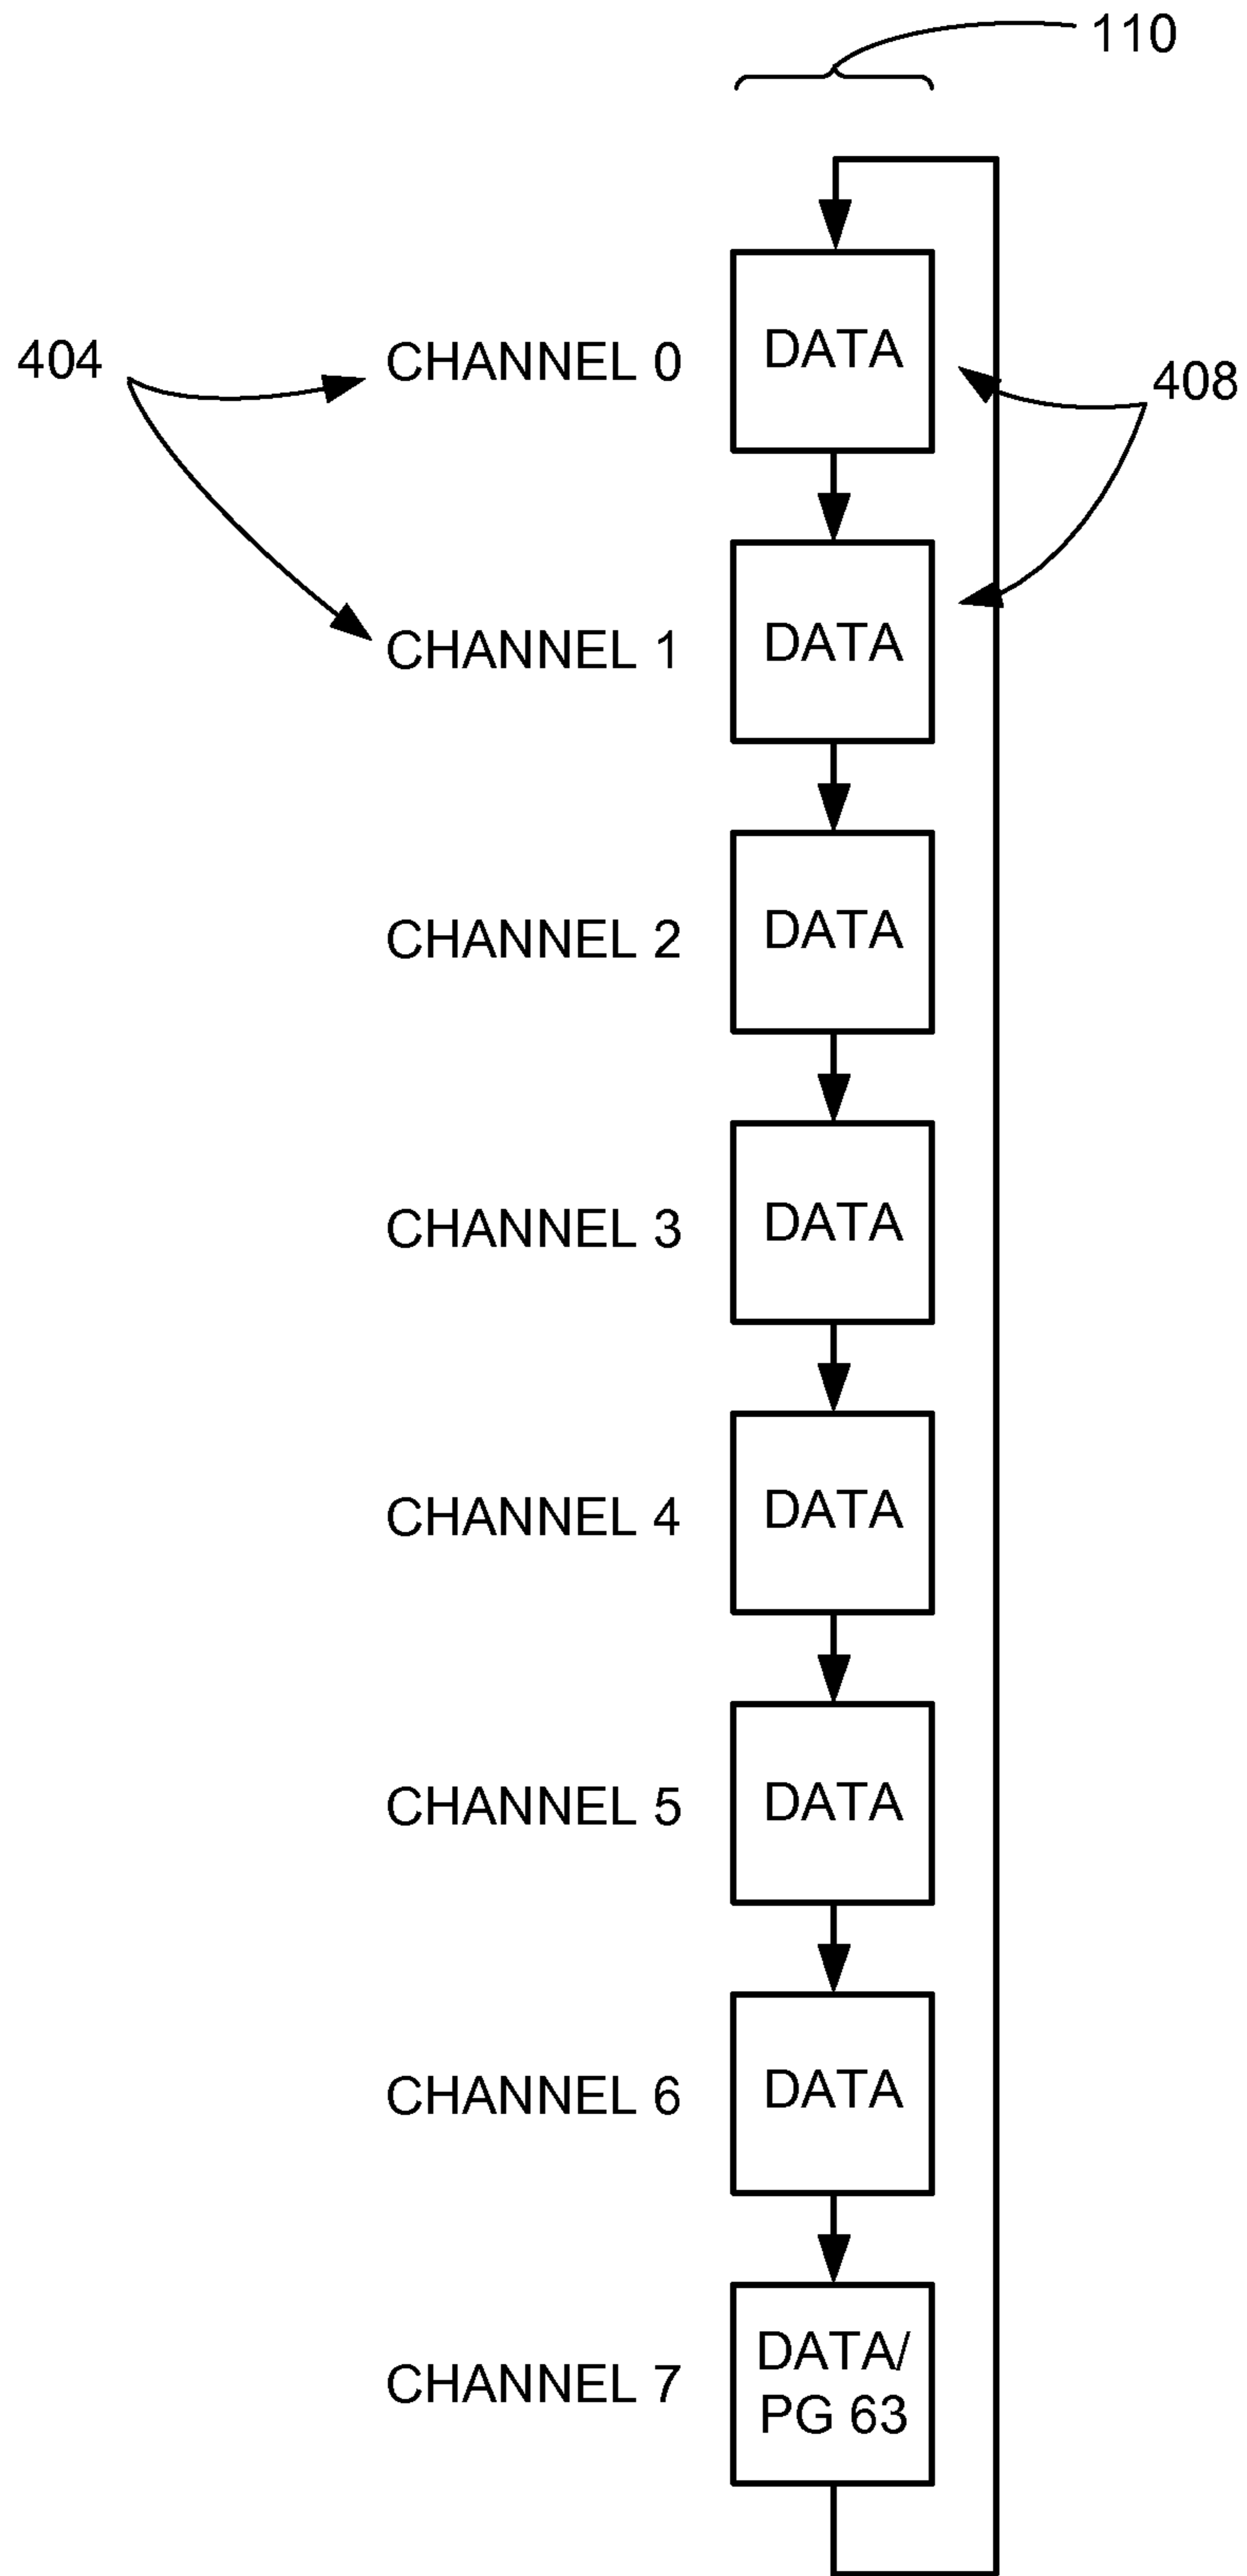 110
404
CHANNEL 0
DATA
408
CHANNEL 1
DATA
CHANNEL 2
DATA
CHANNEL 3
DATA
CHANNEL 4
DATA
CHANNEL 5
DATA
CHANNEL 6
DATA
CHANNEL 7
DATA/
PG 63